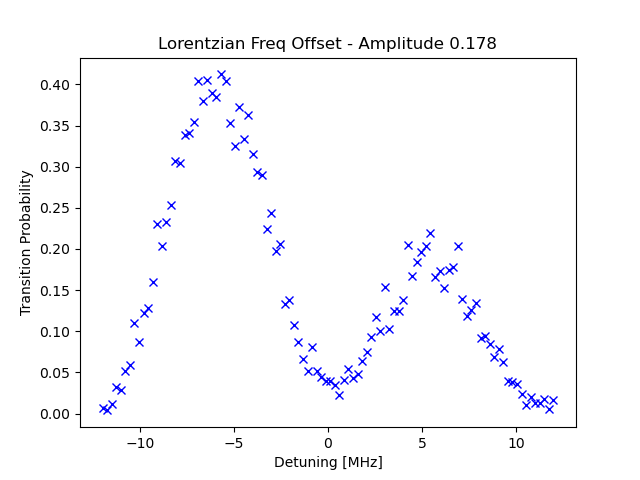 Lorentzian Freq Offset - Amplitude 0.178
0.40
0.35
0.30
0.25
0.20
0.15
0.10
0.05
0.00
Transition Probability
−10 −5 0 5 10
Detuning [MHz]